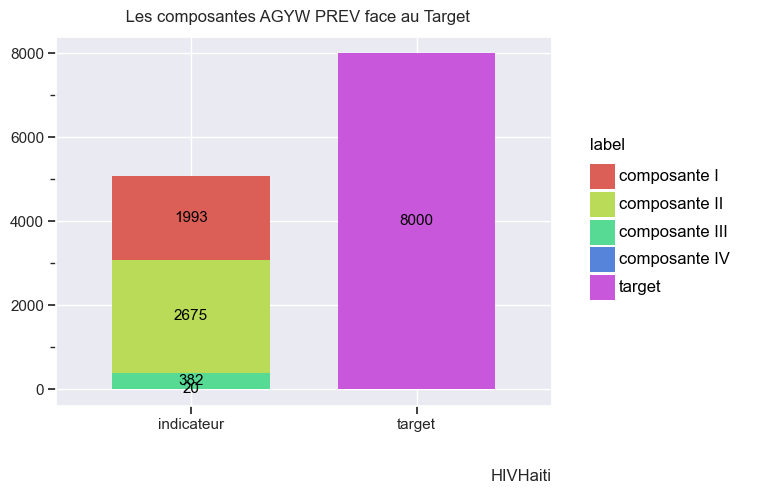 Les composantes AGYW PREV face au Target
8000
6000
4000
2000
0
1993
2675
382
20
8000
indicateur
target
label
composante I
composante II
composante III
composante IV
target
HIVHaiti